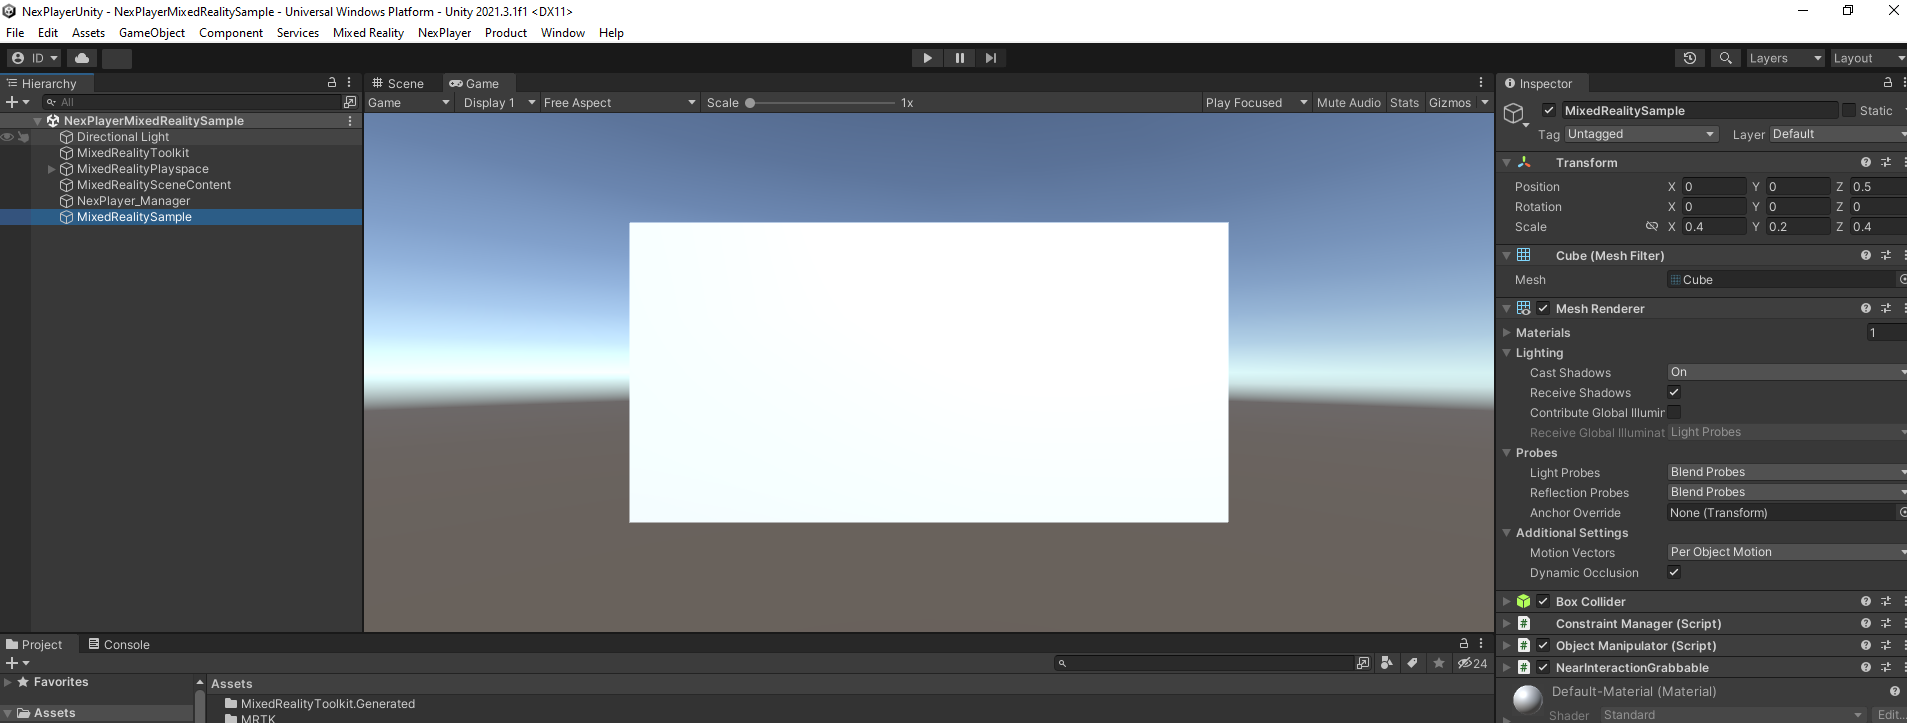 NexPlayerUnity - NexPlayerMixedRealitySample - Universal Windows Platform - Unity 2021.3.1f1 <DX11>
File Edit Assets GameObject Component Services Mixed Reality NexPlayer Product Window Help
ID Layers Layout
Hierarchy
All
NexPlayerMixedRealitySample
Directional Light
MixedRealityToolkit
MixedRealityPlayspace
MixedRealitySceneContent
NexPlayer_Manager
MixedRealitySample
Scene Game
Game Display 1 Free Aspect Scale 1x Play Focused Mute Audio Stats Gizmos
Inspector
MixedRealitySample Static
Tag Untagged Layer Default
Transform
Position X 0 Y 0 Z 0.5
Rotation X 0 Y 0 Z 0
Scale X 0.4 Y 0.2 Z 0.4
Cube (Mesh Filter)
Mesh Cube
Mesh Renderer
Materials 1
Lighting
Cast Shadows On
Receive Shadows
Contribute Global Illumir
Receive Global Illuminat Light Probes
Probes
Light Probes Blend Probes
Reflection Probes Blend Probes
Anchor Override None (Transform)
Additional Settings
Motion Vectors Per Object Motion
Dynamic Occlusion
# Box Collider
# Constraint Manager (Script)
# Object Manipulator (Script)
# NearInteractionGrabbable
Default-Material (Material)
Shader Standard Edit...
Project Console
24
Favorites
Assets
Assets
MixedRealityToolkit.Generated
MRTK